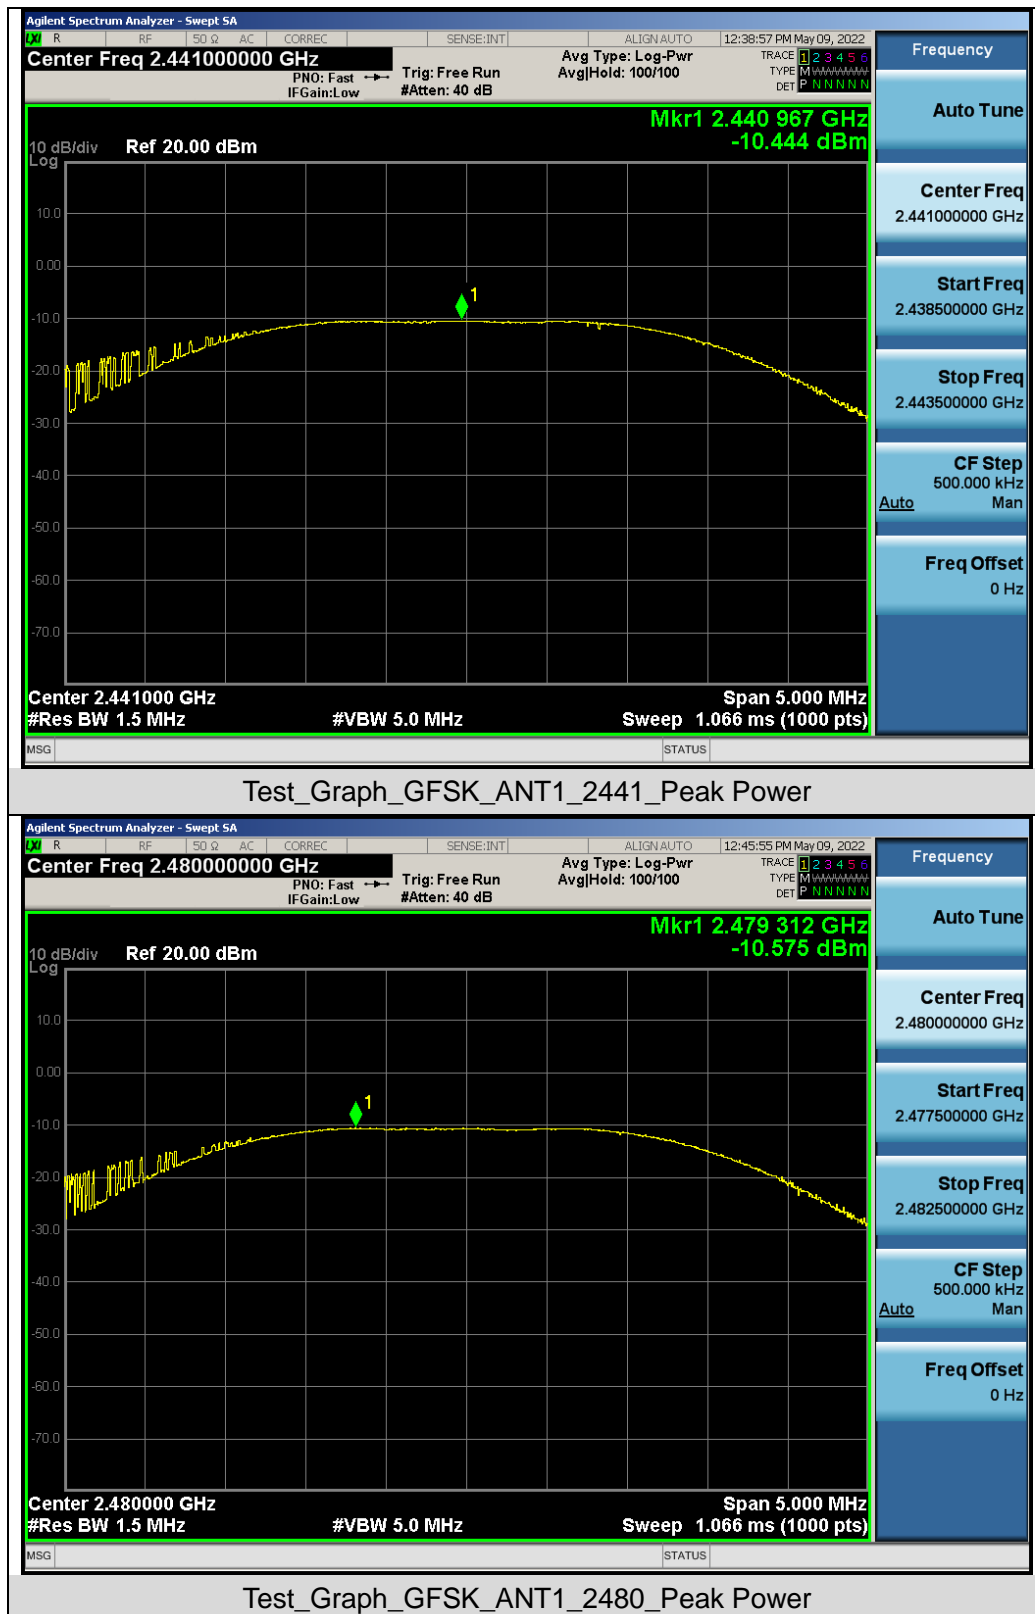 Agilent Spectrum Analyzer - Swept SA
LXI R RF 50 Ω AC CORREC SENSE:INT ALIGN AUTO 12:38:57 PM May 09, 2022
Center Freq 2.441000000 GHz
PNO: Fast
IFGain:Low
Trig: Free Run
#Atten: 40 dB
Avg Type: Log-Pwr
Avg|Hold: 100/100
TRACE 1 2 3 4 5 6
TYPE M WWWWW
DET P N N N N N
Frequency
Auto Tune
Center Freq
2.441000000 GHz
Start Freq
2.438500000 GHz
Stop Freq
2.443500000 GHz
CF Step
500.000 kHz
Auto Man
Freq Offset
0 Hz
Mkr1 2.440 967 GHz
-10.444 dBm
10 dB/div Ref 20.00 dBm
Log
10.0
0.00
-10.0
-20.0
-30.0
-40.0
-50.0
-60.0
-70.0
1
Center 2.441000 GHz Span 5.000 MHz
#Res BW 1.5 MHz #VBW 5.0 MHz Sweep 1.066 ms (1000 pts)
MSG STATUS
Test_Graph_GFSK_ANT1_2441_Peak Power
Agilent Spectrum Analyzer - Swept SA
LXI R RF 50 Ω AC CORREC SENSE:INT ALIGN AUTO 12:45:55 PM May 09, 2022
Center Freq 2.480000000 GHz
PNO: Fast
IFGain:Low
Trig: Free Run
#Atten: 40 dB
Avg Type: Log-Pwr
Avg|Hold: 100/100
TRACE 1 2 3 4 5 6
TYPE M WWWWW
DET P N N N N N
Frequency
Auto Tune
Center Freq
2.480000000 GHz
Start Freq
2.477500000 GHz
Stop Freq
2.482500000 GHz
CF Step
500.000 kHz
Auto Man
Freq Offset
0 Hz
Mkr1 2.479 312 GHz
-10.575 dBm
10 dB/div Ref 20.00 dBm
Log
10.0
0.00
-10.0
-20.0
-30.0
-40.0
-50.0
-60.0
-70.0
1
Center 2.480000 GHz Span 5.000 MHz
#Res BW 1.5 MHz #VBW 5.0 MHz Sweep 1.066 ms (1000 pts)
MSG STATUS
Test_Graph_GFSK_ANT1_2480_Peak Power